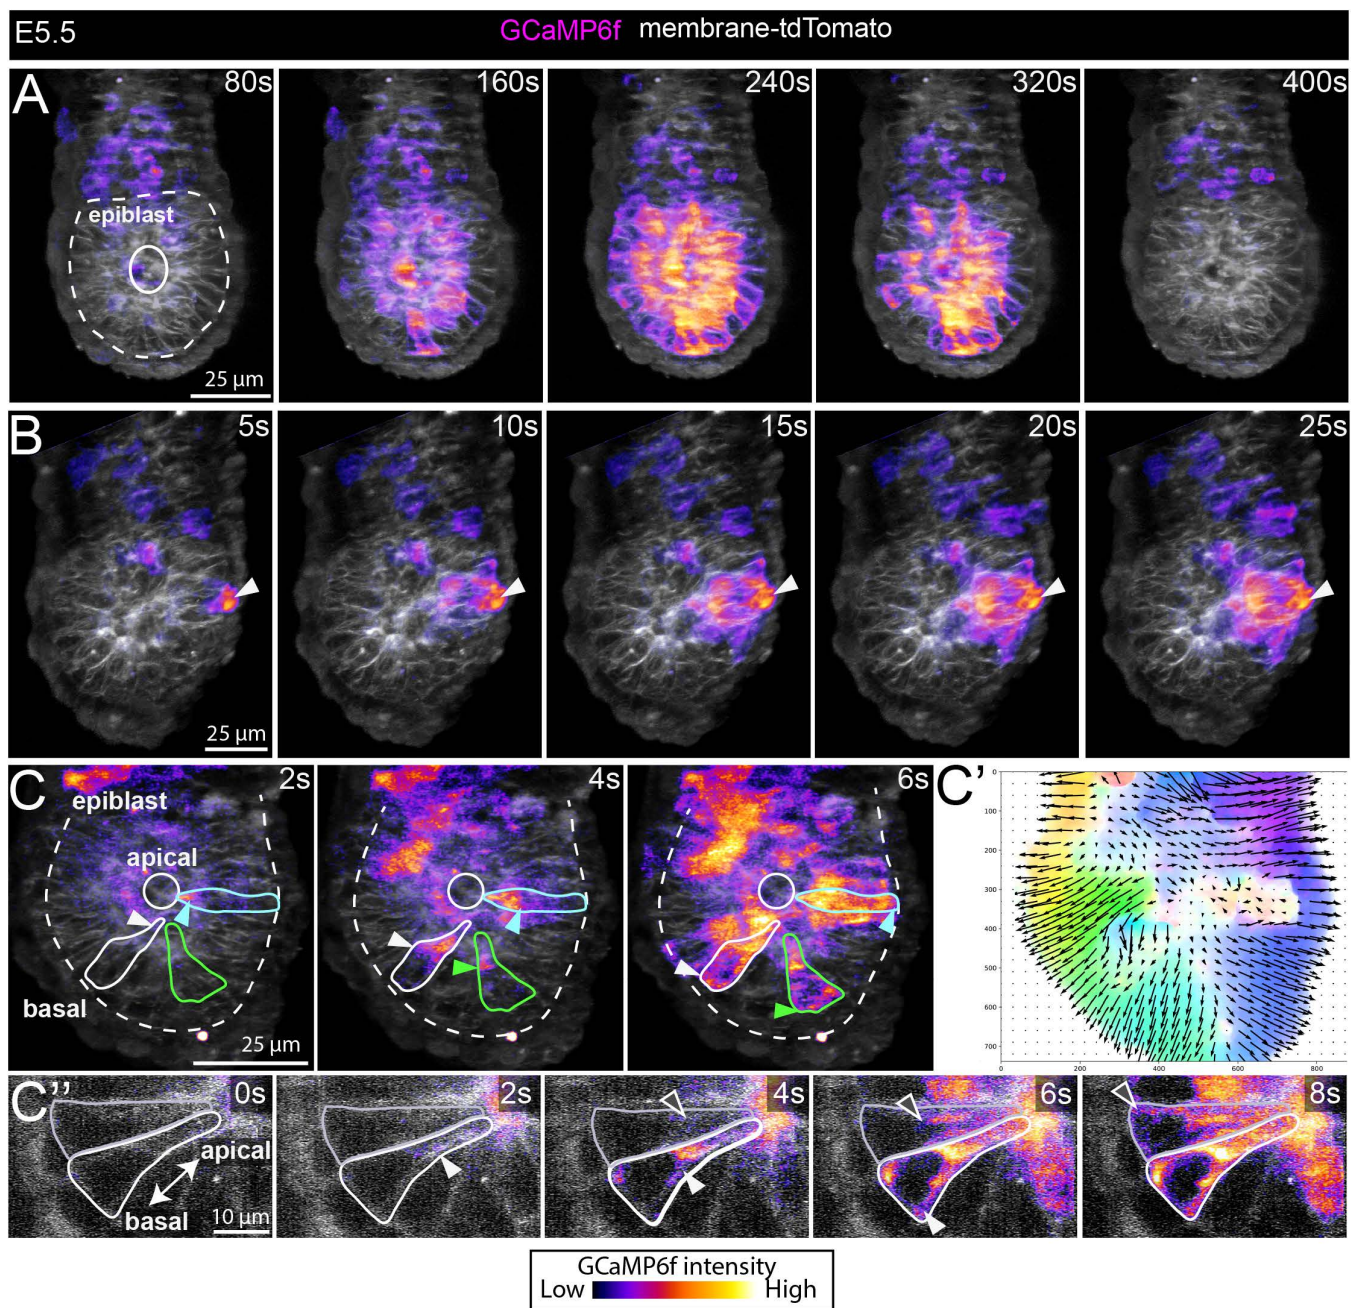 E5.5
GCaMP6f membrane-tdTomato
A
80s
160s
240s
320s
400s
epiblast
25 µm
B
5s
10s
15s
20s
25s
25 µm
C
2s
4s
6s
C'
epiblast
apical
basal
25 µm
0
100
200
300
400
500
600
700
0
200
400
600
800
C''
0s
2s
4s
6s
8s
apical
basal
10 µm
GCaMP6f intensity
Low High